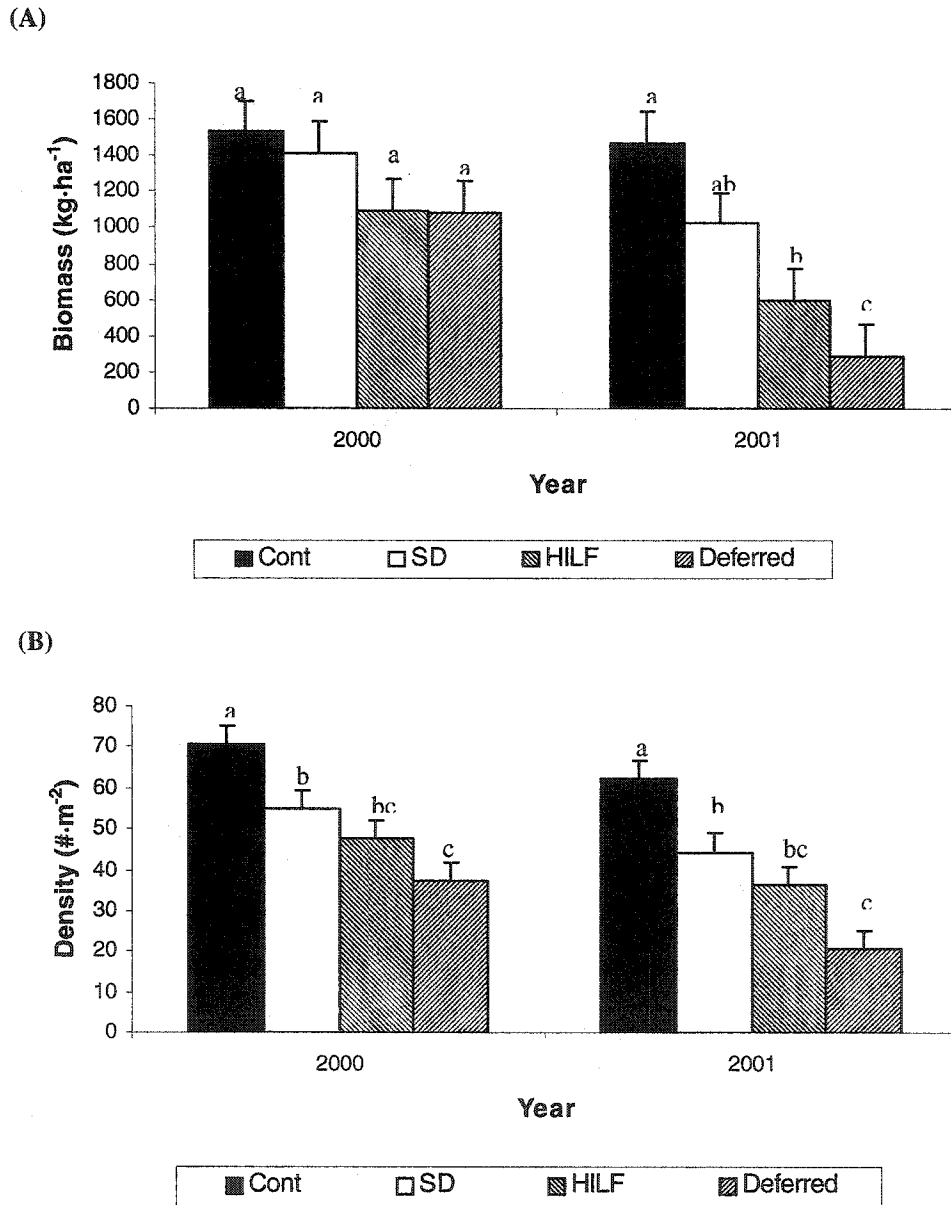 (A)
a a a a a ab b c
1800
1600
1400
1200
1000
800
600
400
200
0
Biomass (kg·ha⁻¹)
2000 2001
Year
Cont SD HILF Deferred
(B)
a b bc c a b bc c
80
70
60
50
40
30
20
10
0
Density (#·m⁻²)
2000 2001
Year
Cont SD HILF Deferred